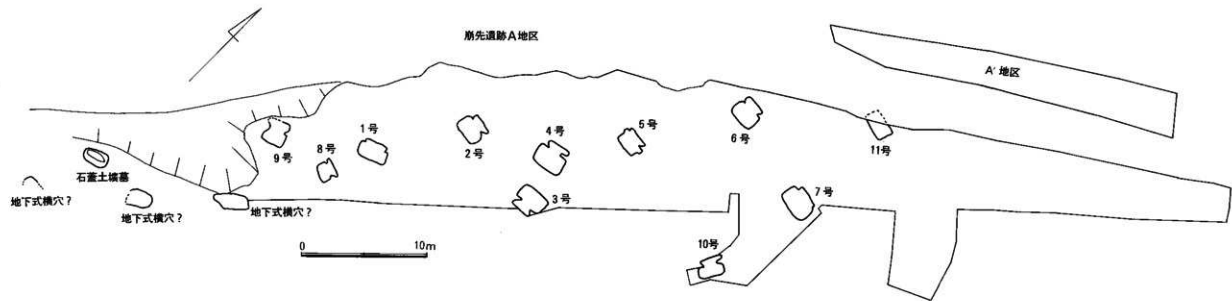 崩先遺跡A地区
A'地区
1号
2号
4号
5号
6号
11号
9号
8号
3号
7号
10号
石蓋土壙墓
地下式横穴?
地下式横穴?
地下式横穴?
0
10m